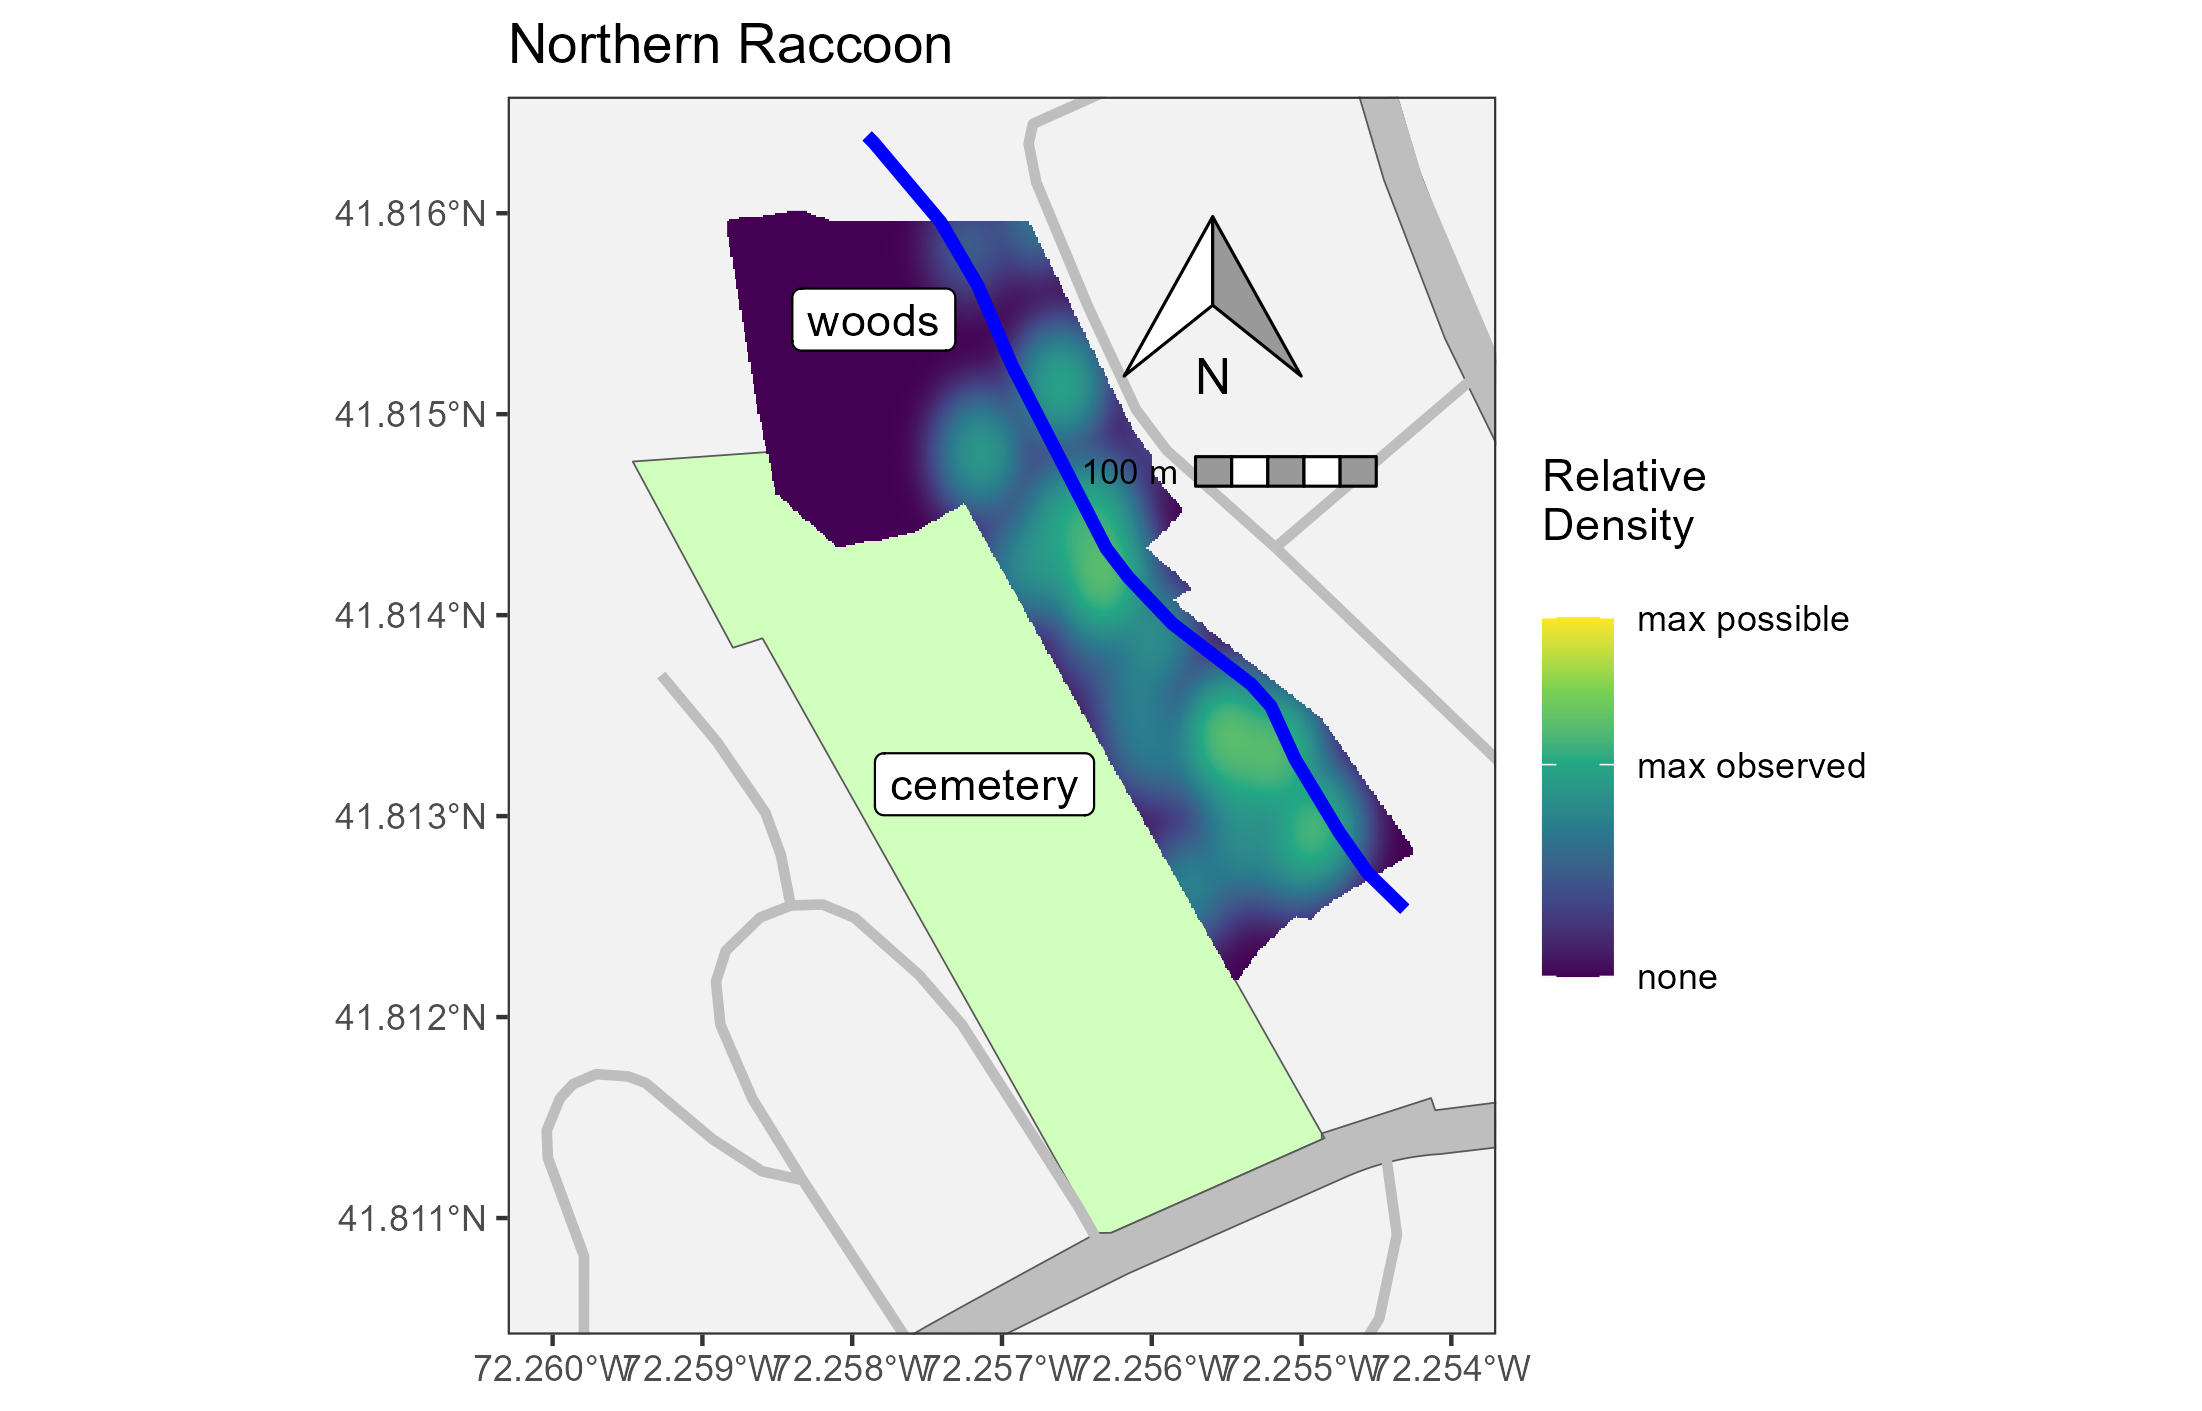 Northern Raccoon
41.816°N
41.815°N
41.814°N
41.813°N
41.812°N
41.811°N
woods
N
100 m
cemetery
72.260°W
72.259°W
72.258°W
72.257°W
72.256°W
72.255°W
72.254°W
Relative
Density
max possible
max observed
none